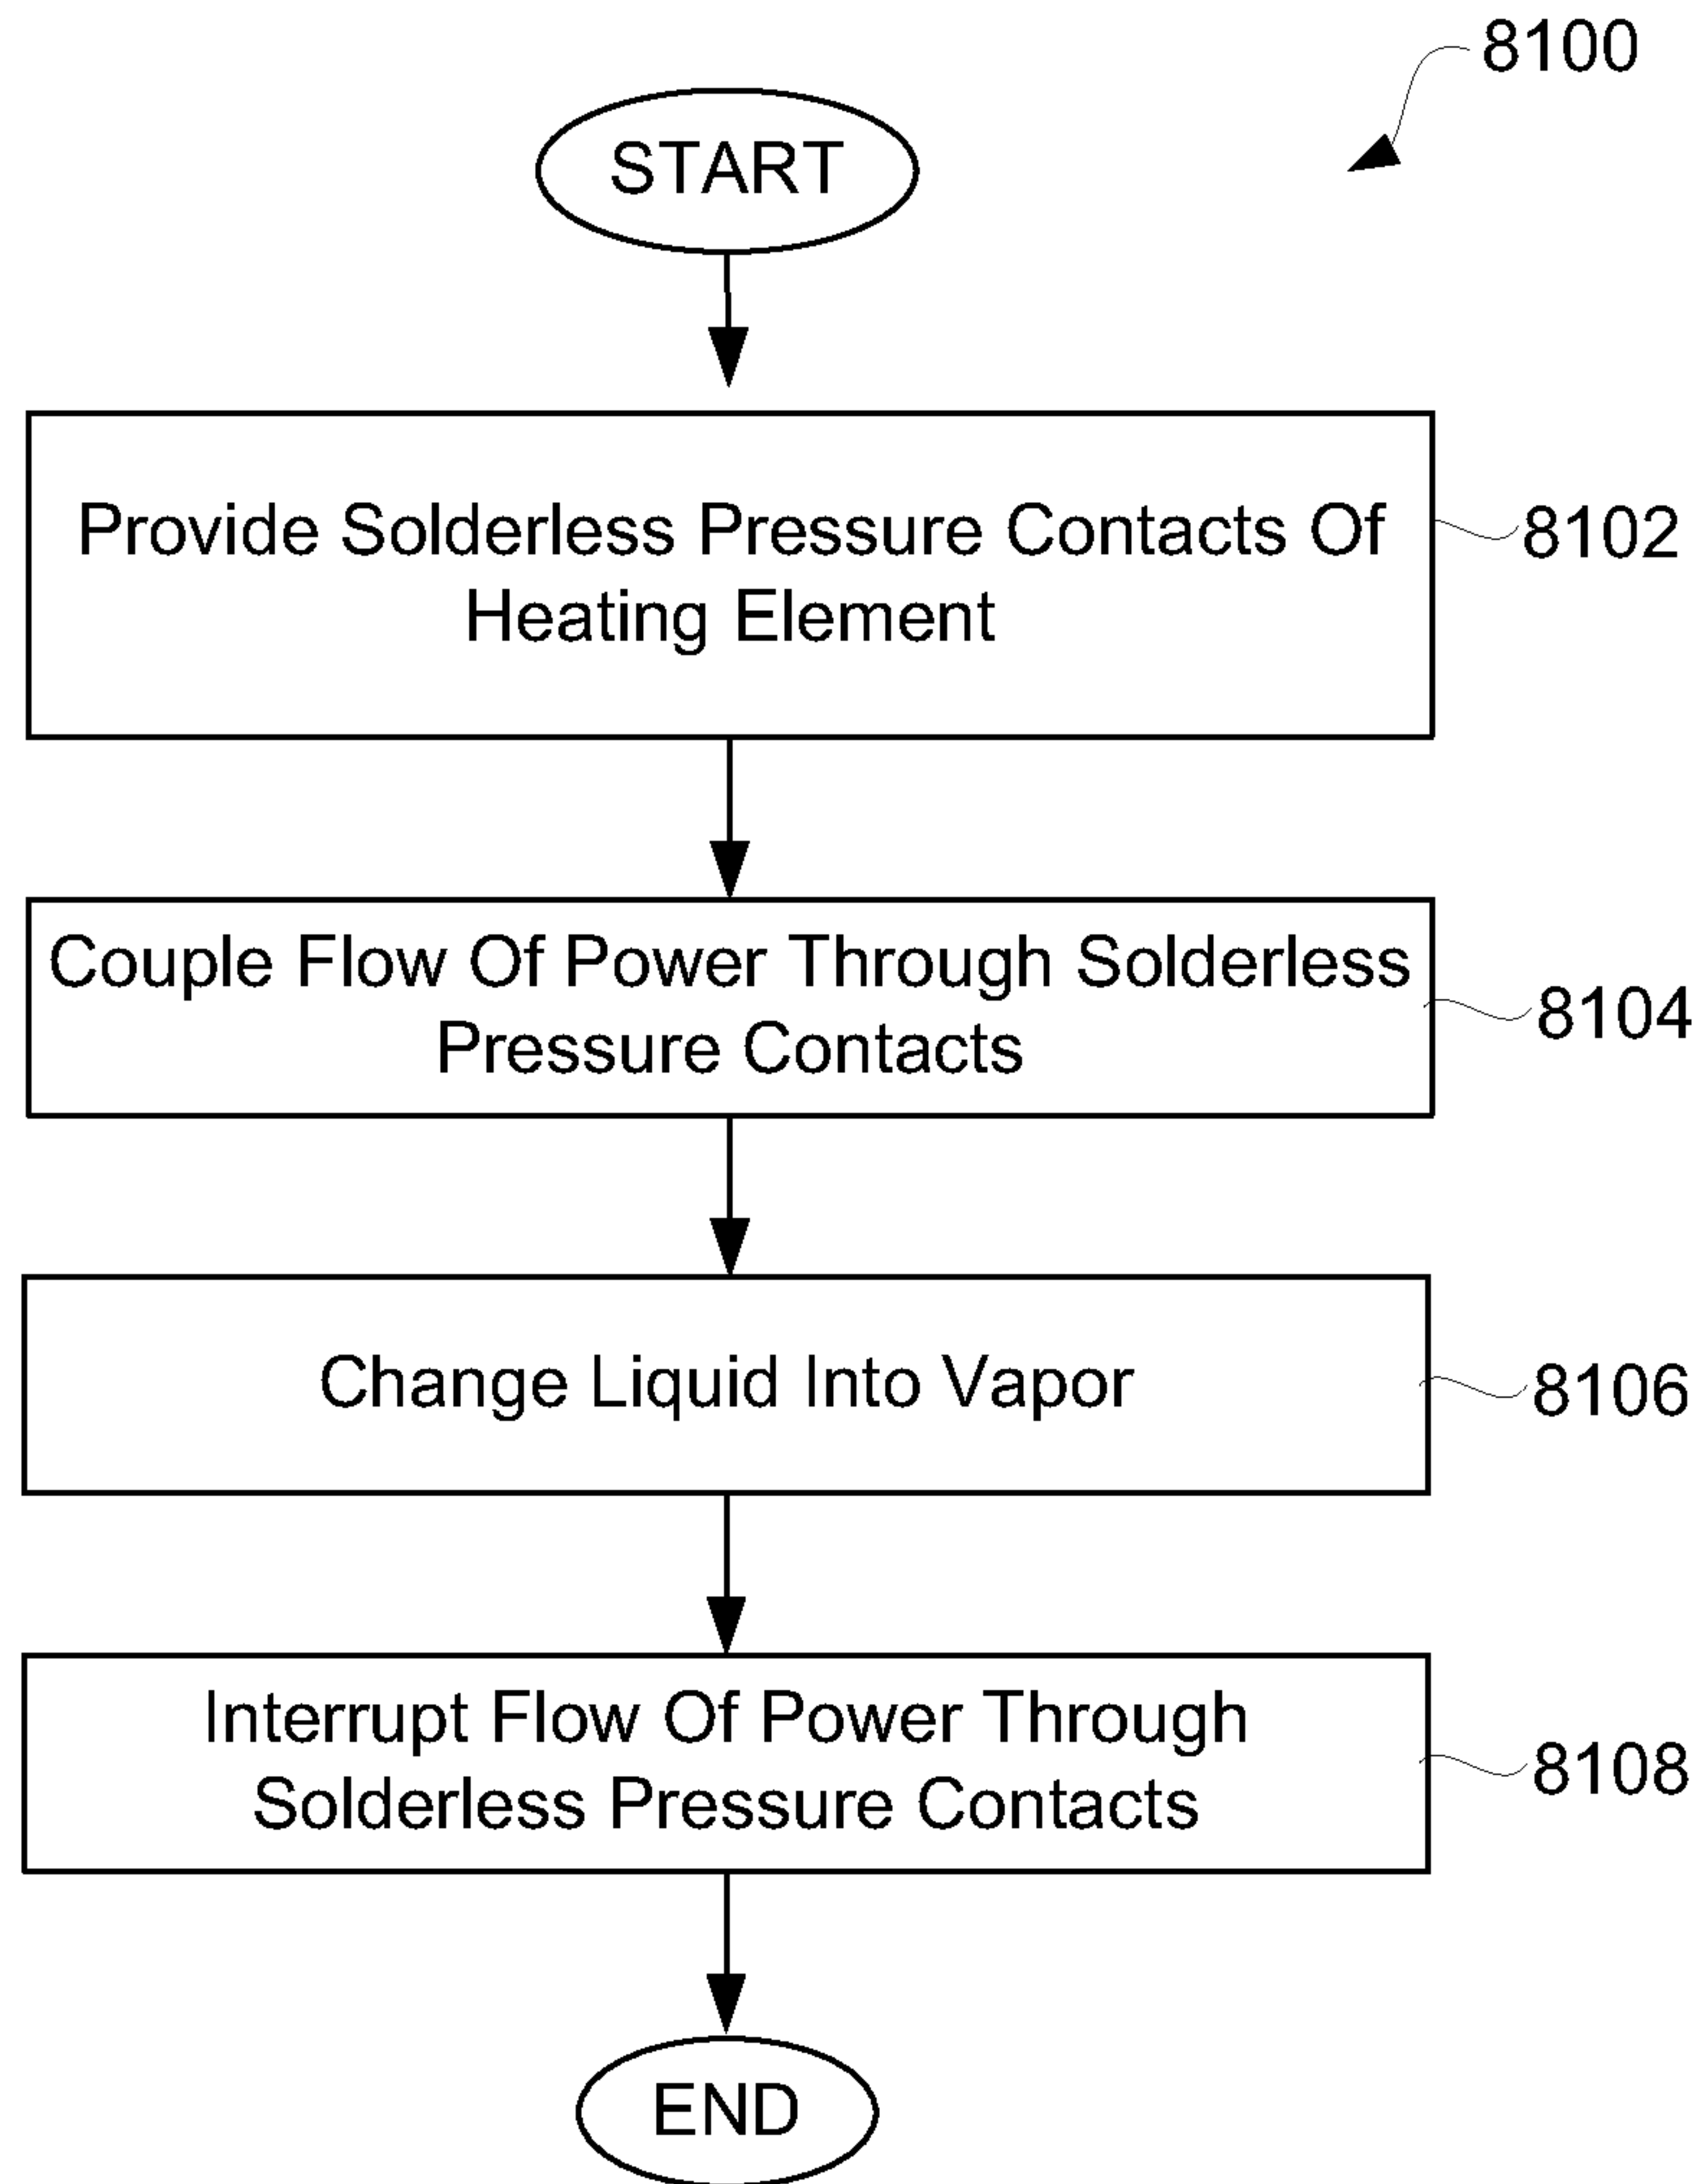 8100
START
Provide Solderless Pressure Contacts Of
Heating Element
8102
Couple Flow Of Power Through Solderless
Pressure Contacts
8104
Change Liquid Into Vapor
8106
Interrupt Flow Of Power Through
Solderless Pressure Contacts
8108
END